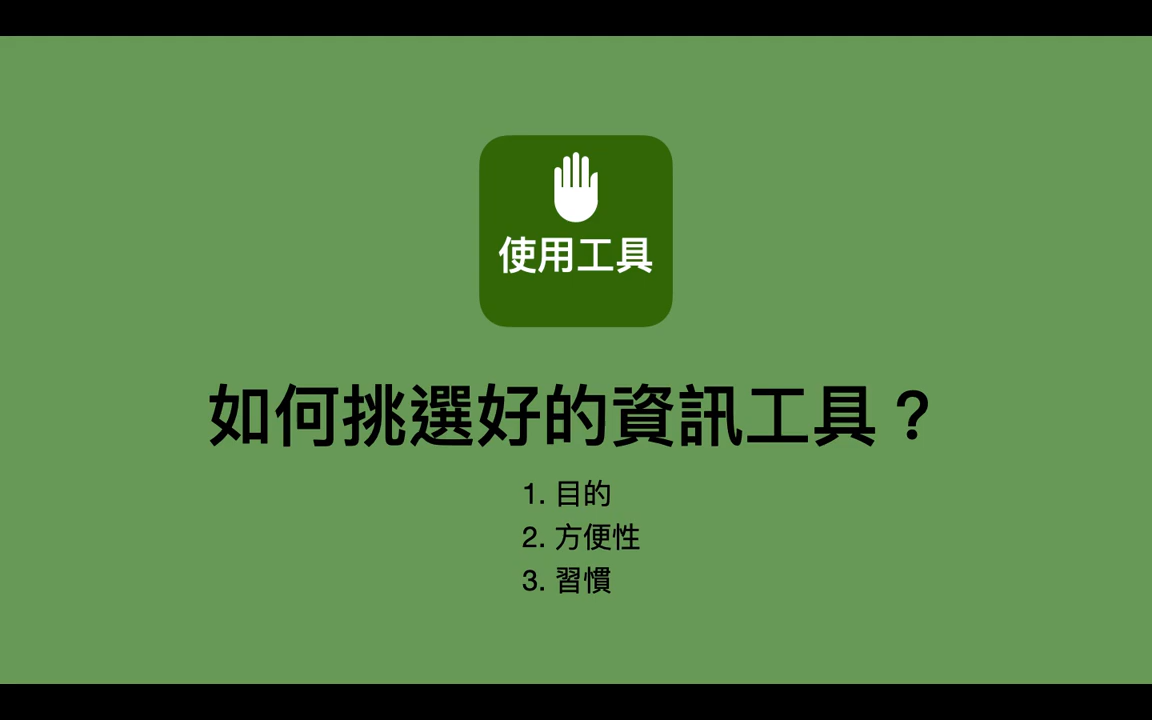 使用工具
如何挑選好的資訊工具？
1. 目的
2. 方便性
3. 習慣